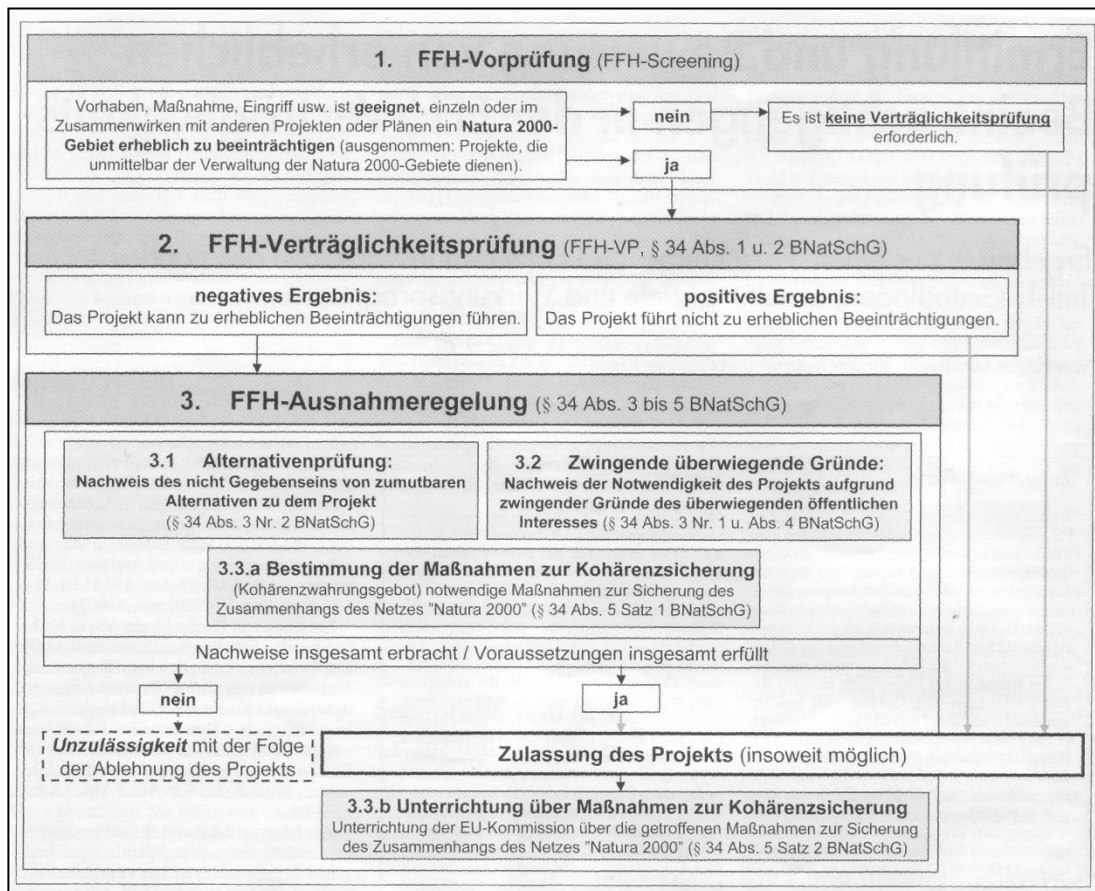 1. FFH-Vorprüfung (FFH-Screening)
Vorhaben, Maßnahme, Eingriff usw. ist geeignet, einzeln oder im
Zusammenwirken mit anderen Projekten oder Plänen ein Natura 2000-
Gebiet erheblich zu beeinträchtigen (ausgenommen: Projekte, die
unmittelbar der Verwaltung der Natura 2000-Gebiete dienen).
nein
ja
Es ist keine Verträglichkeitsprüfung
erforderlich.
2. FFH-Verträglichkeitsprüfung (FFH-VP, § 34 Abs. 1 u. 2 BNatSchG)
negatives Ergebnis:
Das Projekt kann zu erheblichen Beeinträchtigungen führen.
positives Ergebnis:
Das Projekt führt nicht zu erheblichen Beeinträchtigungen.
3. FFH-Ausnahmeregelung (§ 34 Abs. 3 bis 5 BNatSchG)
3.1 Alternativenprüfung:
Nachweis des nicht Gegebenseins von zumutbaren
Alternativen zu dem Projekt
(§ 34 Abs. 3 Nr. 2 BNatSchG)
3.2 Zwingende überwiegende Gründe:
Nachweis der Notwendigkeit des Projekts aufgrund
zwingender Gründe des überwiegenden öffentlichen
Interesses (§ 34 Abs. 3 Nr. 1 u. Abs. 4 BNatSchG)
3.3.a Bestimmung der Maßnahmen zur Kohärenzsicherung
(Kohärenzwahrungsgebot) notwendige Maßnahmen zur Sicherung des
Zusammenhangs des Netzes "Natura 2000" (§ 34 Abs. 5 Satz 1 BNatSchG)
Nachweise insgesamt erbracht / Voraussetzungen insgesamt erfüllt
nein
ja
Unzulässigkeit mit der Folge
der Ablehnung des Projekts
Zulassung des Projekts (insoweit möglich)
3.3.b Unterrichtung über Maßnahmen zur Kohärenzsicherung
Unterrichtung der EU-Kommission über die getroffenen Maßnahmen zur Sicherung
des Zusammenhangs des Netzes "Natura 2000" (§ 34 Abs. 5 Satz 2 BNatSchG)